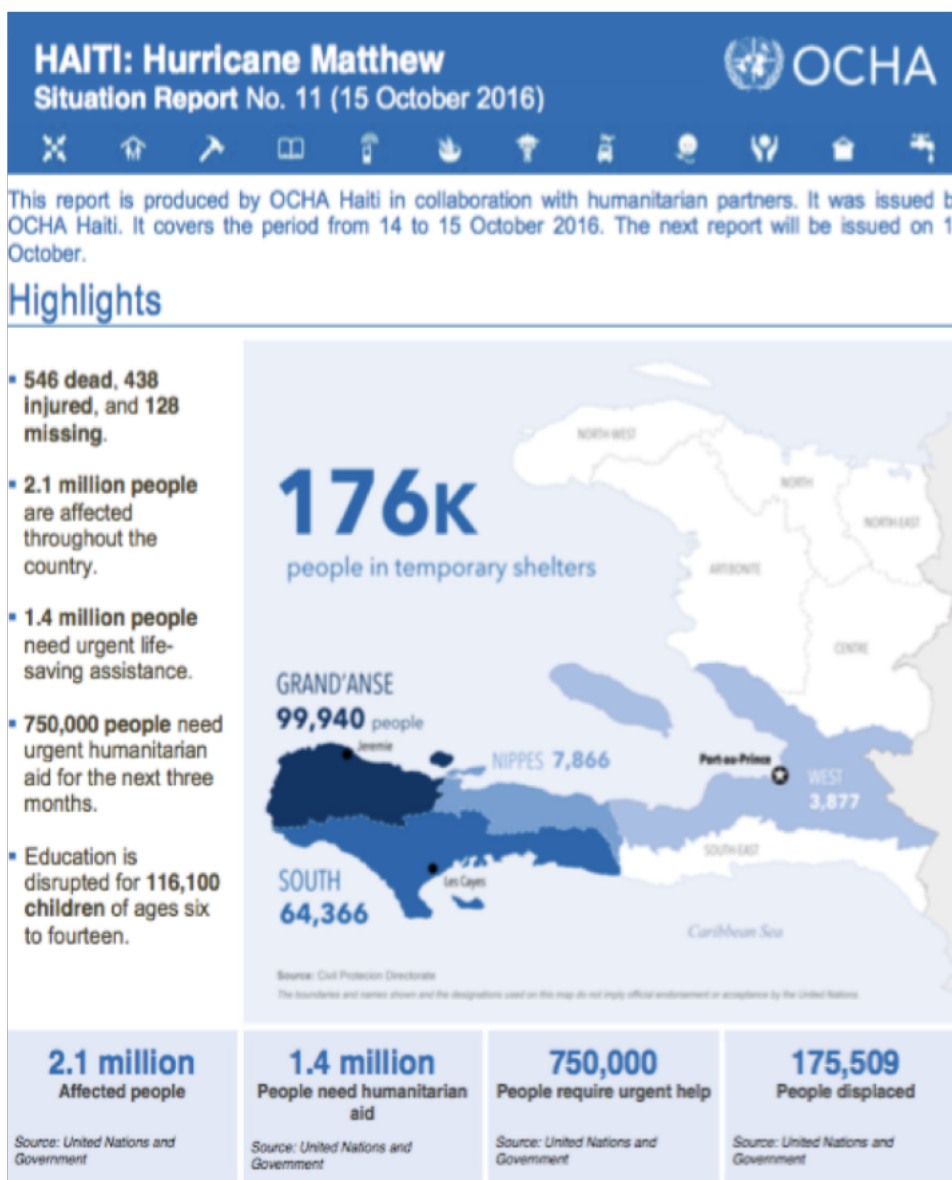 HAITI: Hurricane Matthew
Situation Report No. 11 (15 October 2016)
OCHA
This report is produced by OCHA Haiti in collaboration with humanitarian partners. It was issued
OCHA Haiti. It covers the period from 14 to 15 October 2016. The next report will be issued on
October.
Highlights
546 dead, 438
injured, and 128
missing.
2.1 million people
are affected
throughout the
country.
1.4 million people
need urgent life-
saving assistance.
750,000 people need
urgent humanitarian
aid for the next three
months.
Education is
disrupted for 116,100
children of ages six
to fourteen.
176K
people in temporary shelters
NORTH-WEST
NORTH
NORTH-EAST
ARTIBONITE
CENTRE
GRAND'ANSE
99,940 people
Jeremie
NIPPES 7,866
Port-au-Prince
WEST
3,877
SOUTH-EAST
SOUTH
64,366
Les Cayes
Caribbean Sea
Source: Civil Protecion Directorate
The boundaries and names shown and the designations used on this map do not imply official endorsement or acceptance by the United Nations.
2.1 million
Affected people
Source: United Nations and
Government
1.4 million
People need humanitarian
aid
Source: United Nations and
Government
750,000
People require urgent help
Source: United Nations and
Government
175,509
People displaced
Source: United Nations and
Government